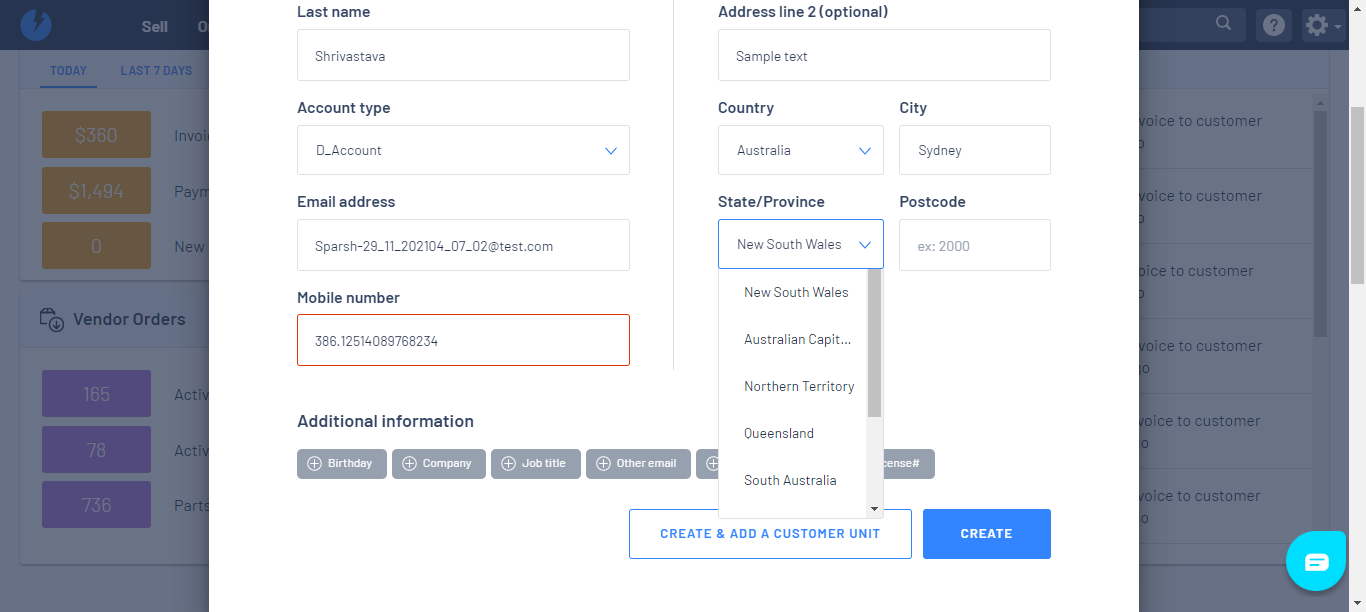 Sell
TODAY
LAST 7 DAYS
$360
$1,494
Paym
0
New
Vendor Orders
165
Activ
78
Activ
736
Parts
Last name
Shrivastava
Account type
D_Account
Email address
Sparsh-29_11_202104_07_02@test.com
Mobile number
386.12514089768234
Address line 2 (optional)
Sample text
Country
City
Australia
Sydney
State/Province
Postcode
New South Wales
ex: 2000
New South Wales
Australian Capit...
Northern Territory
Queensland
South Australia
Additional information
Birthday
Company
Job title
Other email
cense#
CREATE & ADD A CUSTOMER UNIT
CREATE
voice to customer
voice to customer
voice to customer
voice to customer
voice to customer
voice to customer